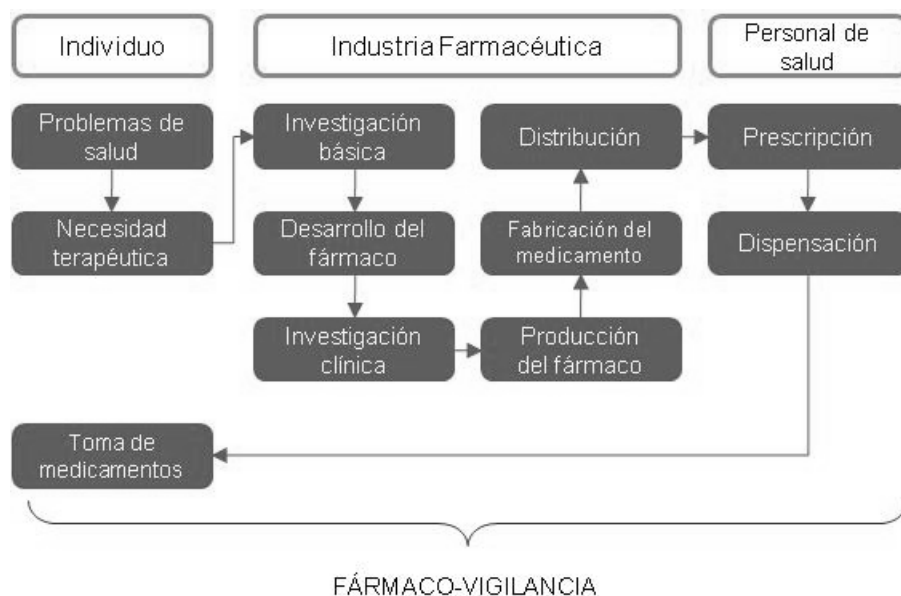 Individuo
Industria Farmacéutica
Personal de
salud
Problemas de
salud
Necesidad
terapéutica
Investigación
básica
Desarrollo del
fármaco
Investigación
clínica
Distribución
Fabricación del
medicamento
Producción
del fármaco
Prescripción
Dispensación
Toma de
medicamentos
FÁRMACO-VIGILANCIA